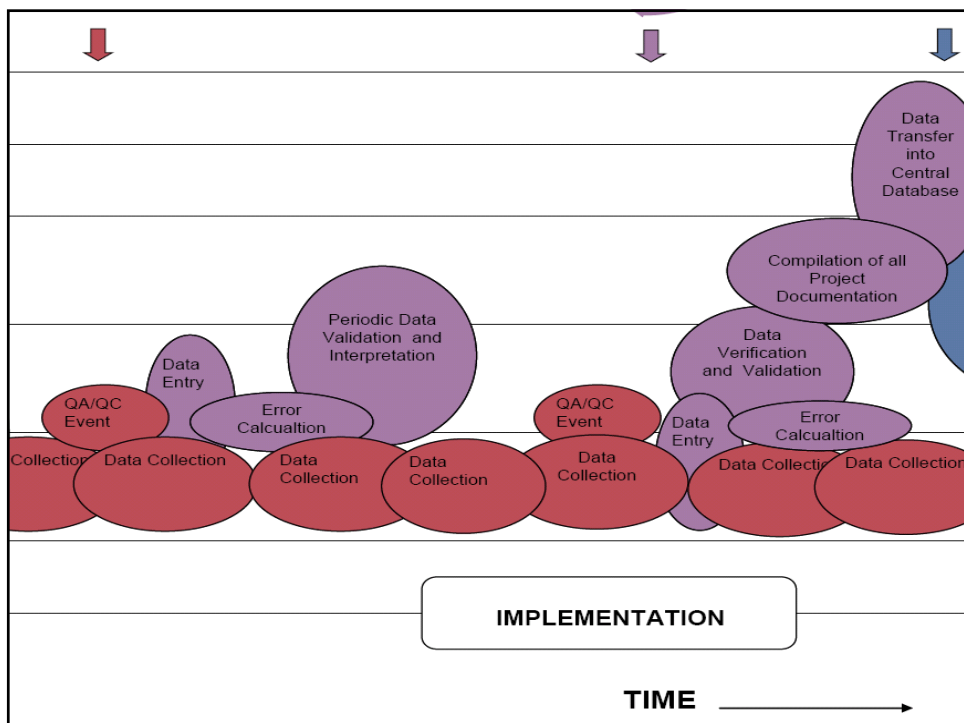 Data
Transfer
into
Central
Database
Compilation of all
Project
Documentation
Periodic Data
Validation and
Interpretation
Data
Verification
and Validation
Data
Entry
QA/QC
Event
Error
Calcualtion
QA/QC
Event
Data
Entry
Error
Calcualtion
Collection
Data Collection
Data
Collection
Data
Collection
Data
Collection
Data Collection
Data Collection
IMPLEMENTATION
TIME